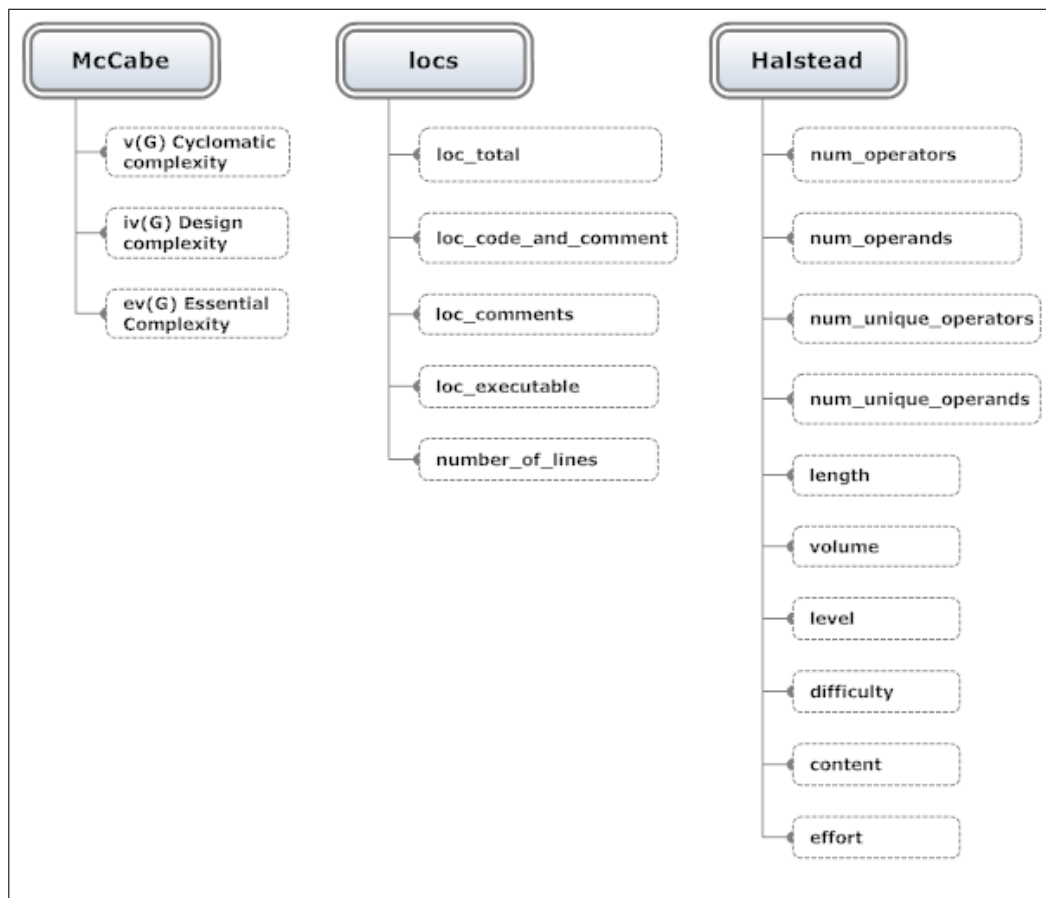 McCabe
v(G) Cyclomatic
complexity
iv(G) Design
complexity
ev(G) Essential
Complexity
locs
loc_total
loc_code_and_comment
loc_comments
loc_executable
number_of_lines
Halstead
num_operators
num_operands
num_unique_operators
num_unique_operands
length
volume
level
difficulty
content
effort